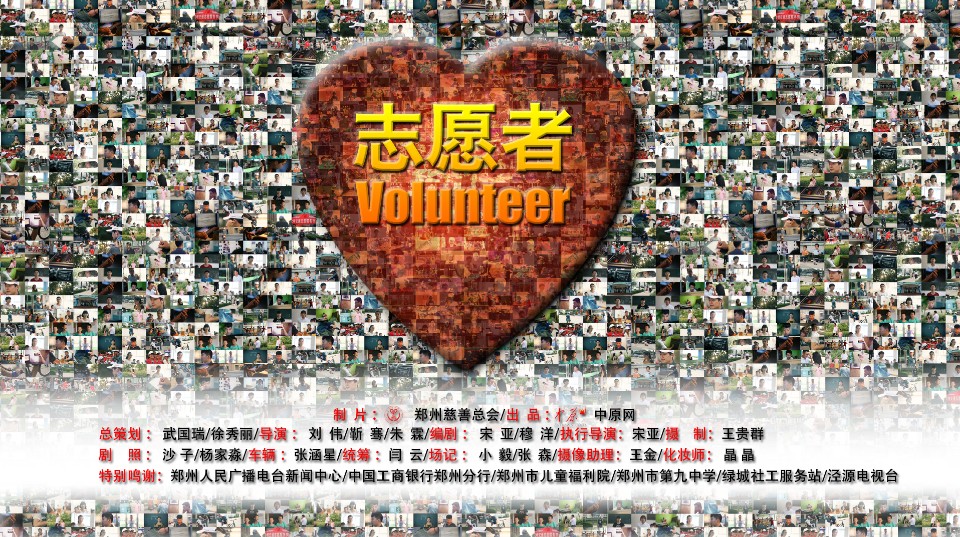 志愿者
Volunteer
制 片： 郑州慈善总会/出 品： 中原网
总策划： 武国瑞/徐秀丽/导演： 刘 伟/靳 骞/朱 霖/编剧： 宋 亚/穆 洋/执行导演： 宋亚/摄 制：王贵群
剧 照： 沙 子/杨家淼/车辆：张涵星/统筹： 闫 云/场记： 小 毅/张 森/摄像助理：王金/化妆师： 晶 晶
特别鸣谢：郑州人民广播电台新闻中心/中国工商银行郑州分行/郑州市儿童福利院/郑州市第九中学/绿城社工服务站/泾源电视台